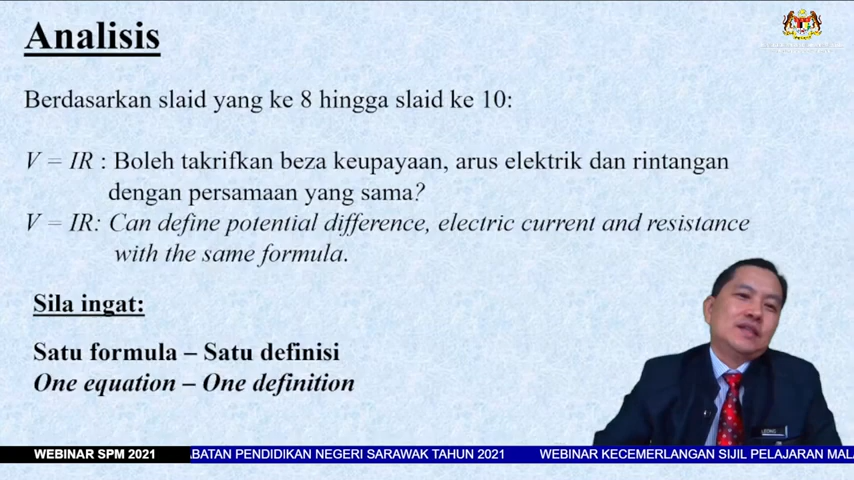 Analisis
Berdasarkan slaid yang ke 8 hingga slaid ke 10:
V = IR : Boleh takrifkan beza keupayaan, arus elektrik dan rintangan
dengan persamaan yang sama?
V = IR: Can define potential difference, electric current and resistance
with the same formula.
Sila ingat:
Satu formula – Satu definisi
One equation – One definition
LEONG
WEBINAR SPM 2021
ABATAN PENDIDIKAN NEGERI SARAWAK TAHUN 2021 WEBINAR KECEMERLANGAN SIJIL PELAJARAN MALA